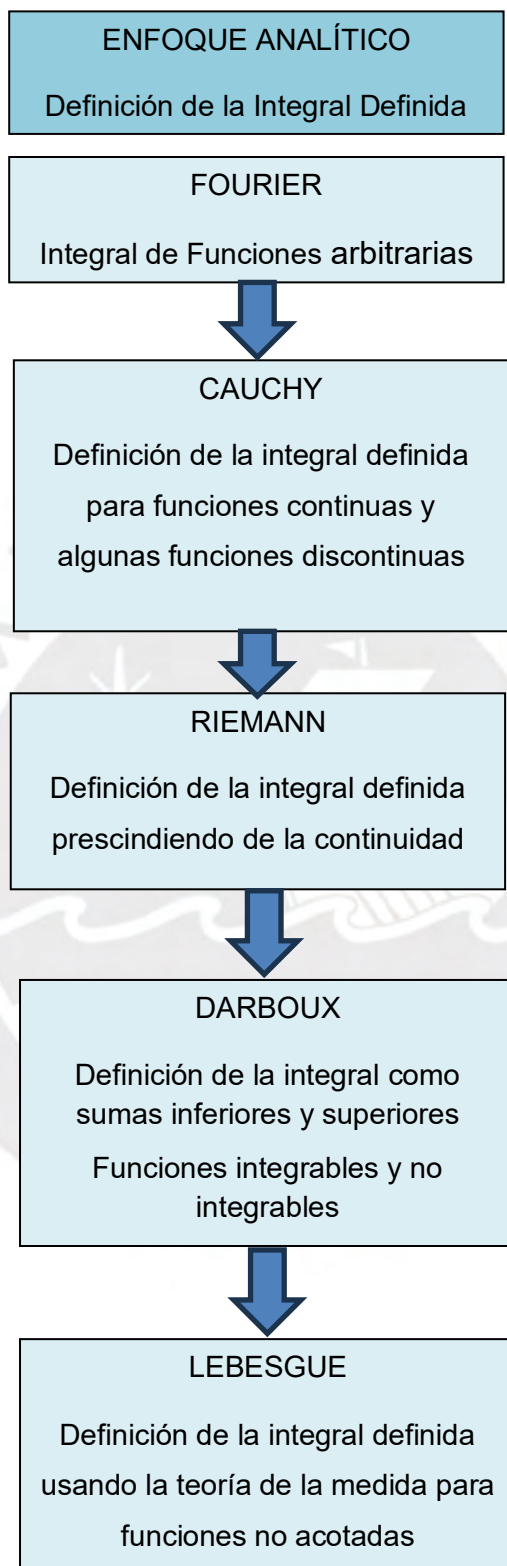 ENFOQUE ANALÍTICO
Definición de la Integral Definida
FOURIER
Integral de Funciones arbitrarias
CAUCHY
Definición de la integral definida
para funciones continuas y
algunas funciones discontinuas
RIEMANN
Definición de la integral definida
prescindiendo de la continuidad
DARBOUX
Definición de la integral como
sumas inferiores y superiores
Funciones integrables y no
integrables
LEBESGUE
Definición de la integral definida
usando la teoría de la medida para
funciones no acotadas